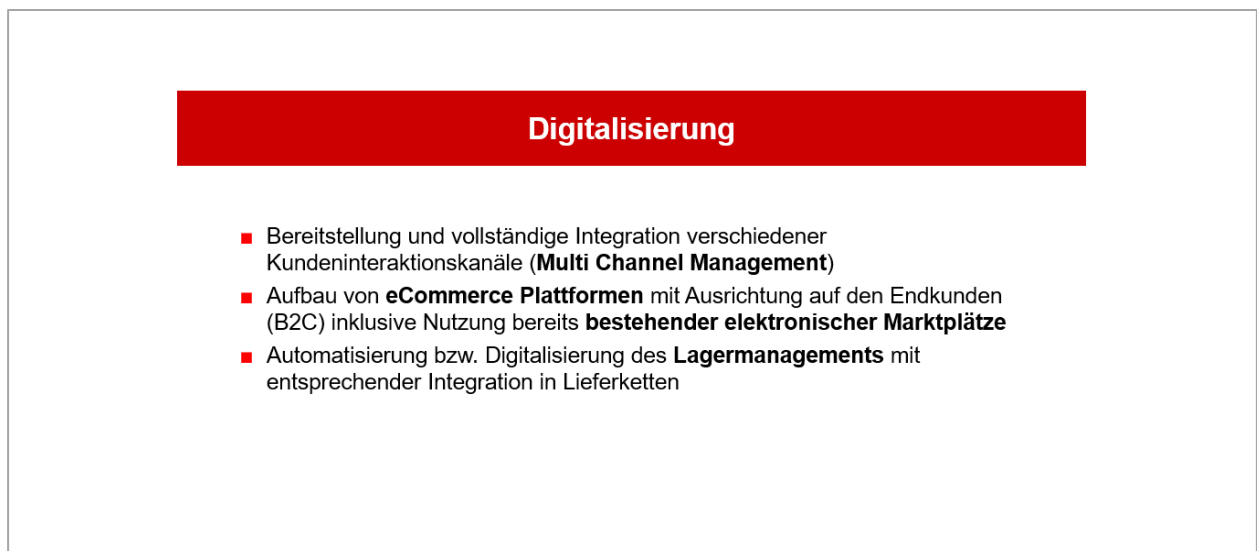 Digitalisierung
■ Bereitstellung und vollständige Integration verschiedener
Kundeninteraktionskanäle (Multi Channel Management)
■ Aufbau von eCommerce Plattformen mit Ausrichtung auf den Endkunden
(B2C) inklusive Nutzung bereits bestehender elektronischer Marktplätze
■ Automatisierung bzw. Digitalisierung des Lagermanagements mit
entsprechender Integration in Lieferketten